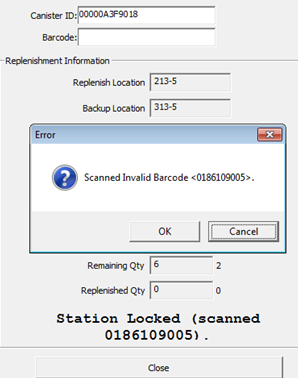 Canister ID: 00000A3F9018
Barcode:
Replenishment Information
Replenish Location 213-5
Backup Location 313-5
Error
Scanned Invalid Barcode <0186109005>.
OK Cancel
Remaining Qty 6 2
Replenished Qty 0 0
Station Locked (scanned
0186109005).
Close